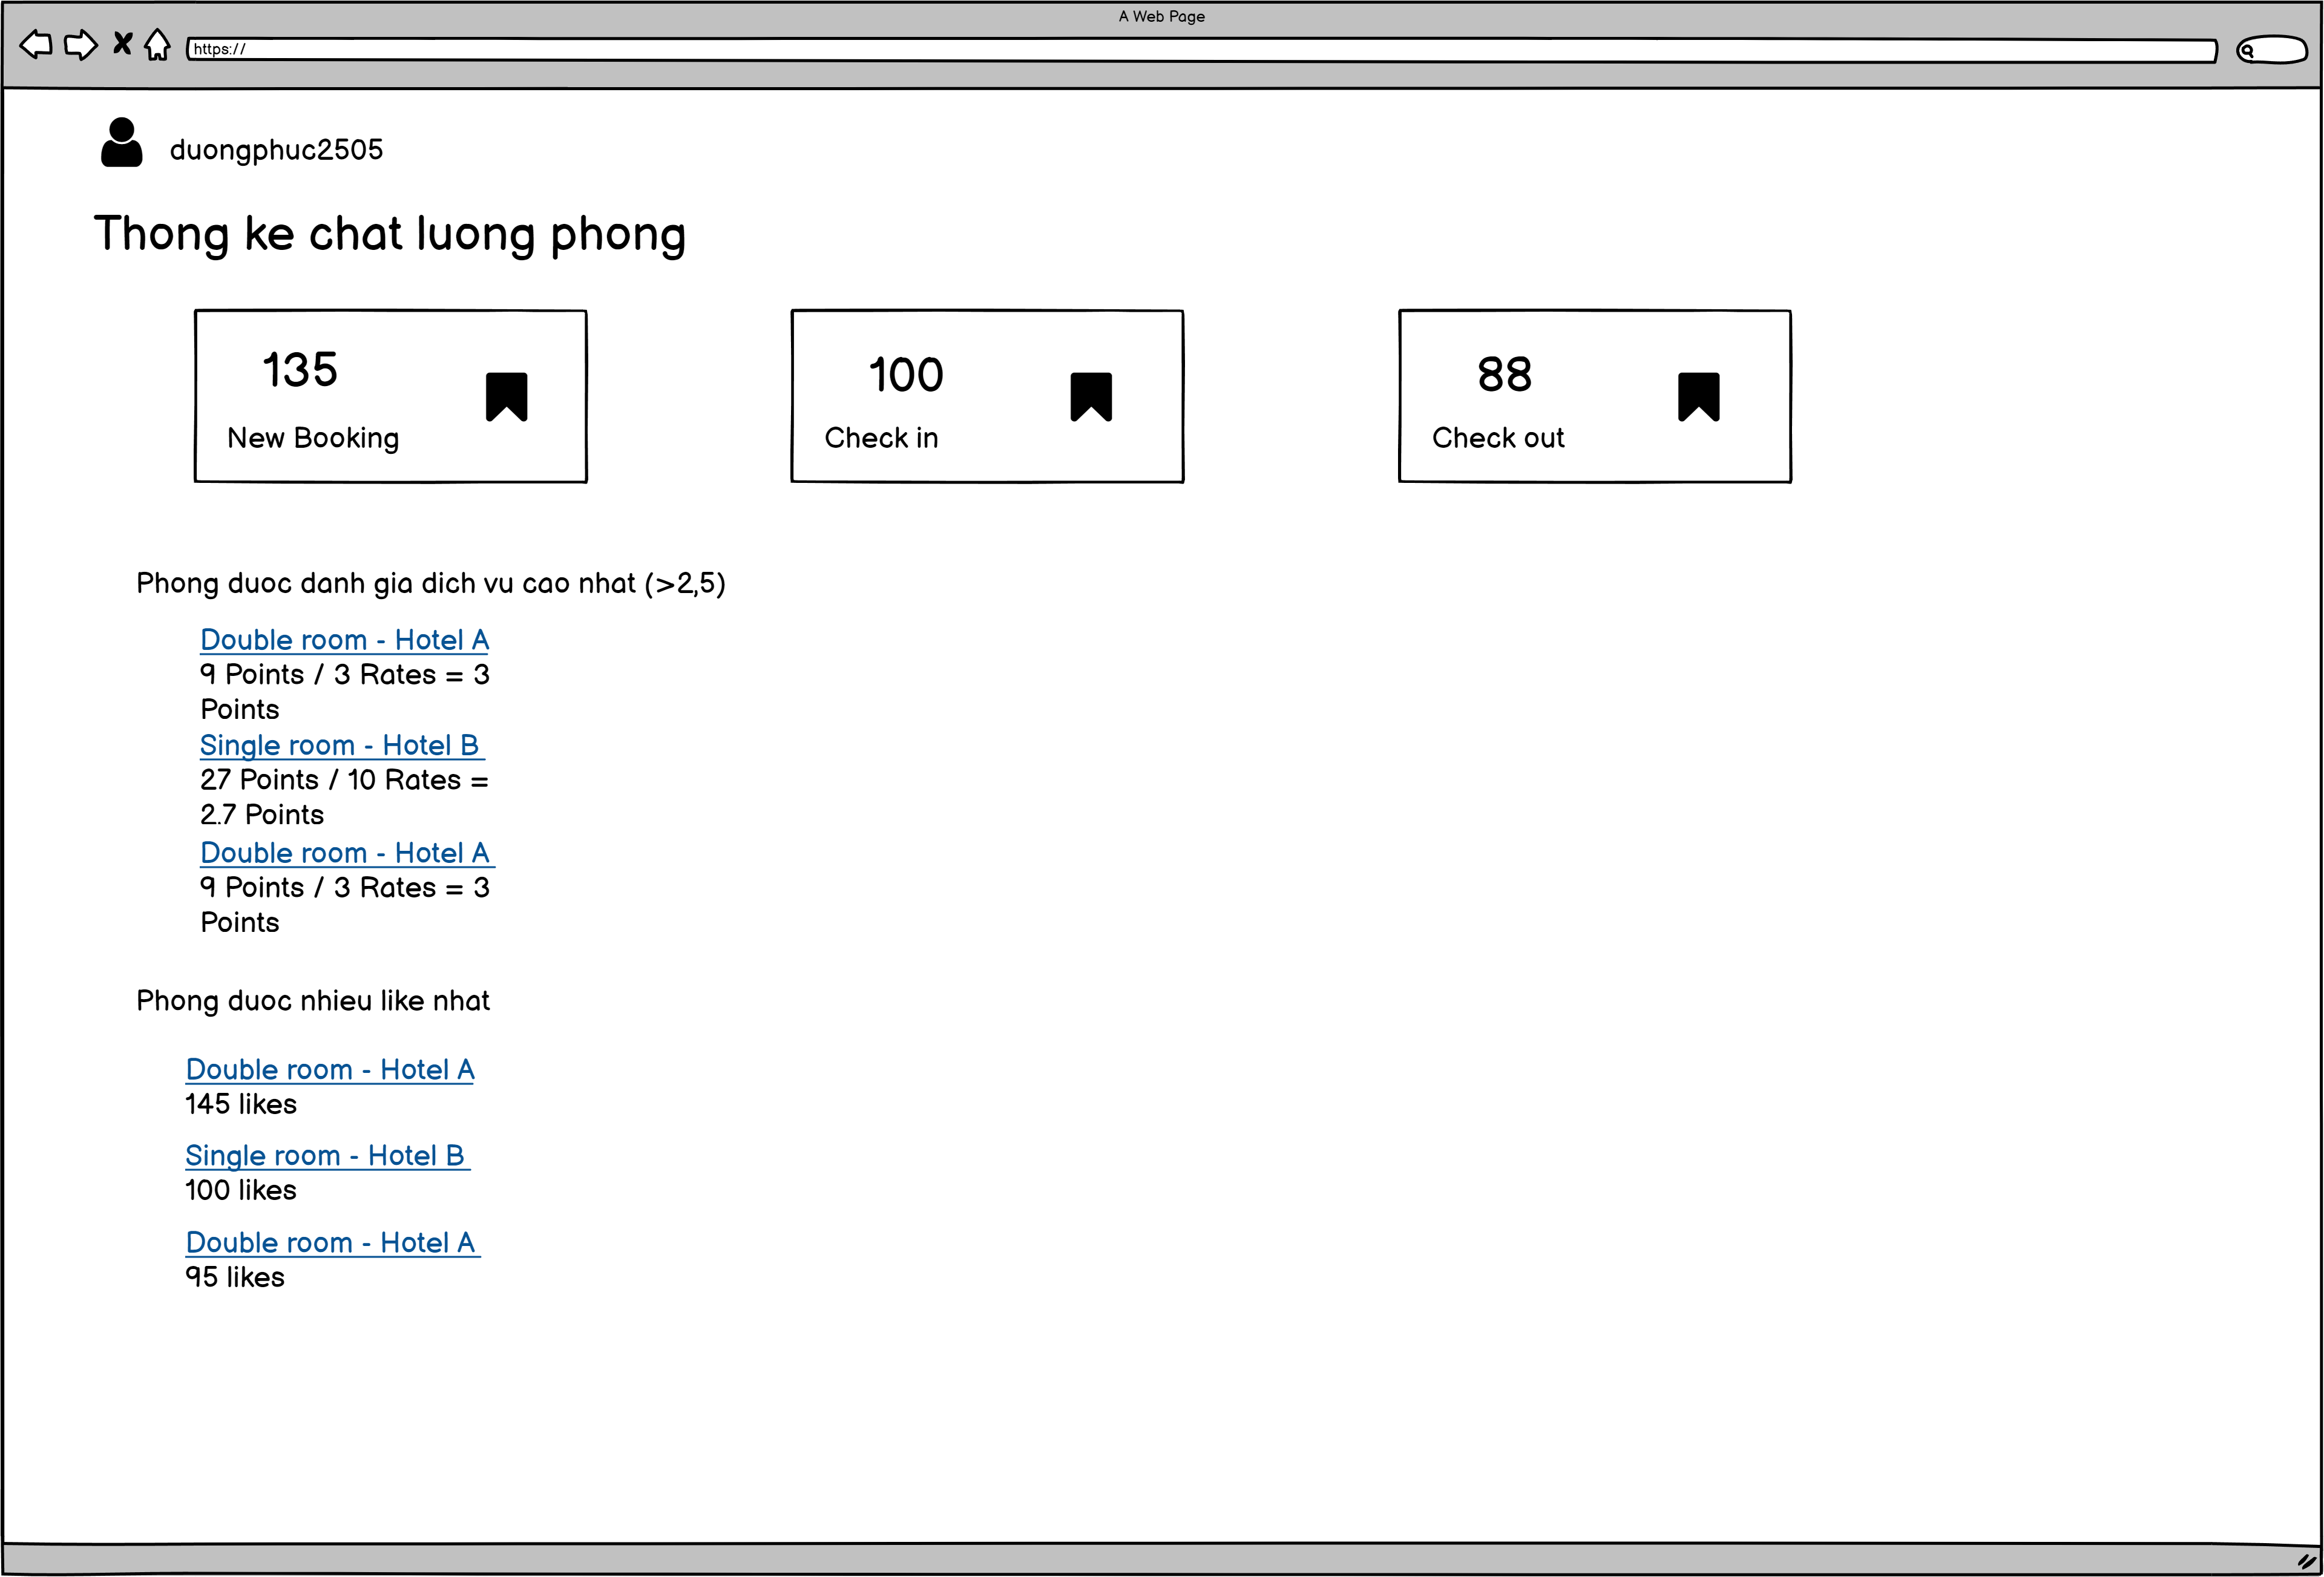 A Web Page
https://
duongphuc2505
Thong ke chat luong phong
135
New Booking
100
Check in
88
Check out
Phong duoc danh gia dich vu cao nhat (>2,5)
Double room - Hotel A
9 Points / 3 Rates = 3
Points
Single room - Hotel B
27 Points / 10 Rates =
2.7 Points
Double room - Hotel A
9 Points / 3 Rates = 3
Points
Phong duoc nhieu like nhat
Double room - Hotel A
145 likes
Single room - Hotel B
100 likes
Double room - Hotel A
95 likes